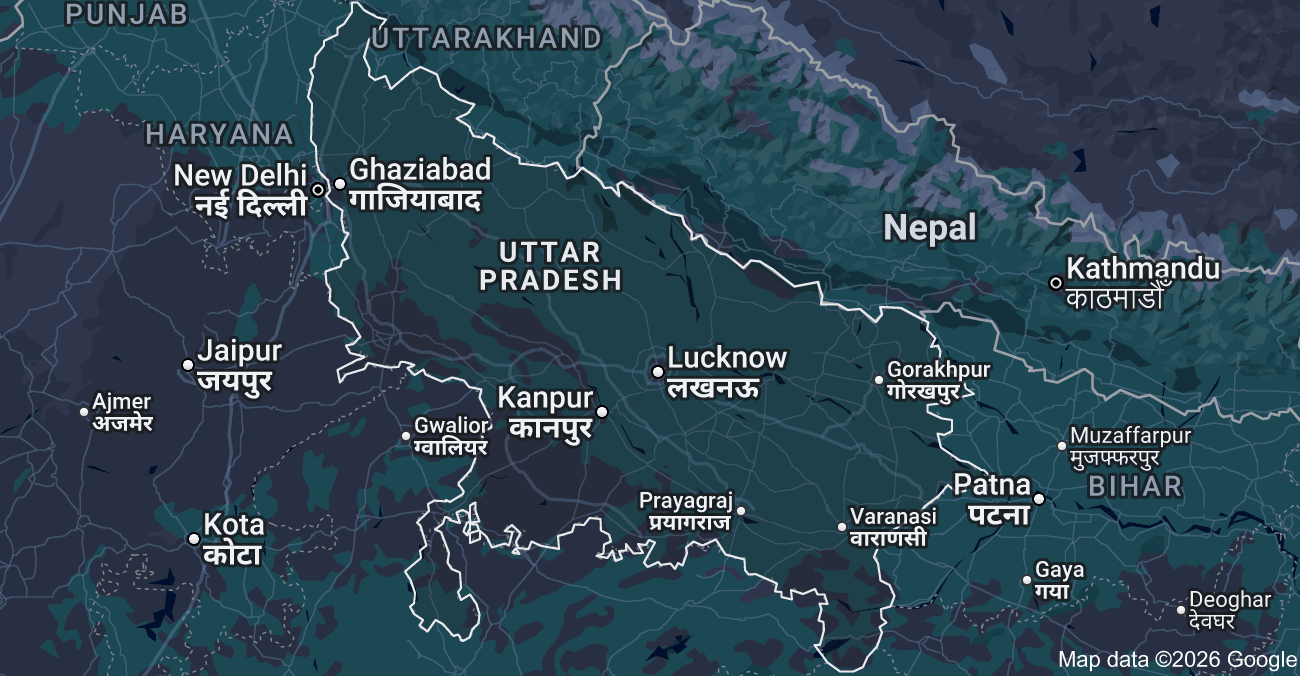 PUNJAB
UTTARAKHAND
HARYANA
New Delhi
नई दिल्ली
Ghaziabad
गाजियाबाद
UTTAR
PRADESH
Nepal
Kathmandu
काठमाडौँ
Jaipur
जयपुर
Lucknow
लखनऊ
Gorakhpur
गोरखपुर
Ajmer
अजमेर
Kanpur
कानपुर
Gwalior
ग्वालियर
Muzaffarpur
मुजफ्फरपुर
BIHAR
Patna
पटना
Prayagraj
प्रयागराज
Varanasi
वाराणसी
Kota
कोटा
Gaya
गया
Deoghar
देवघर
Map data ©2026 Google